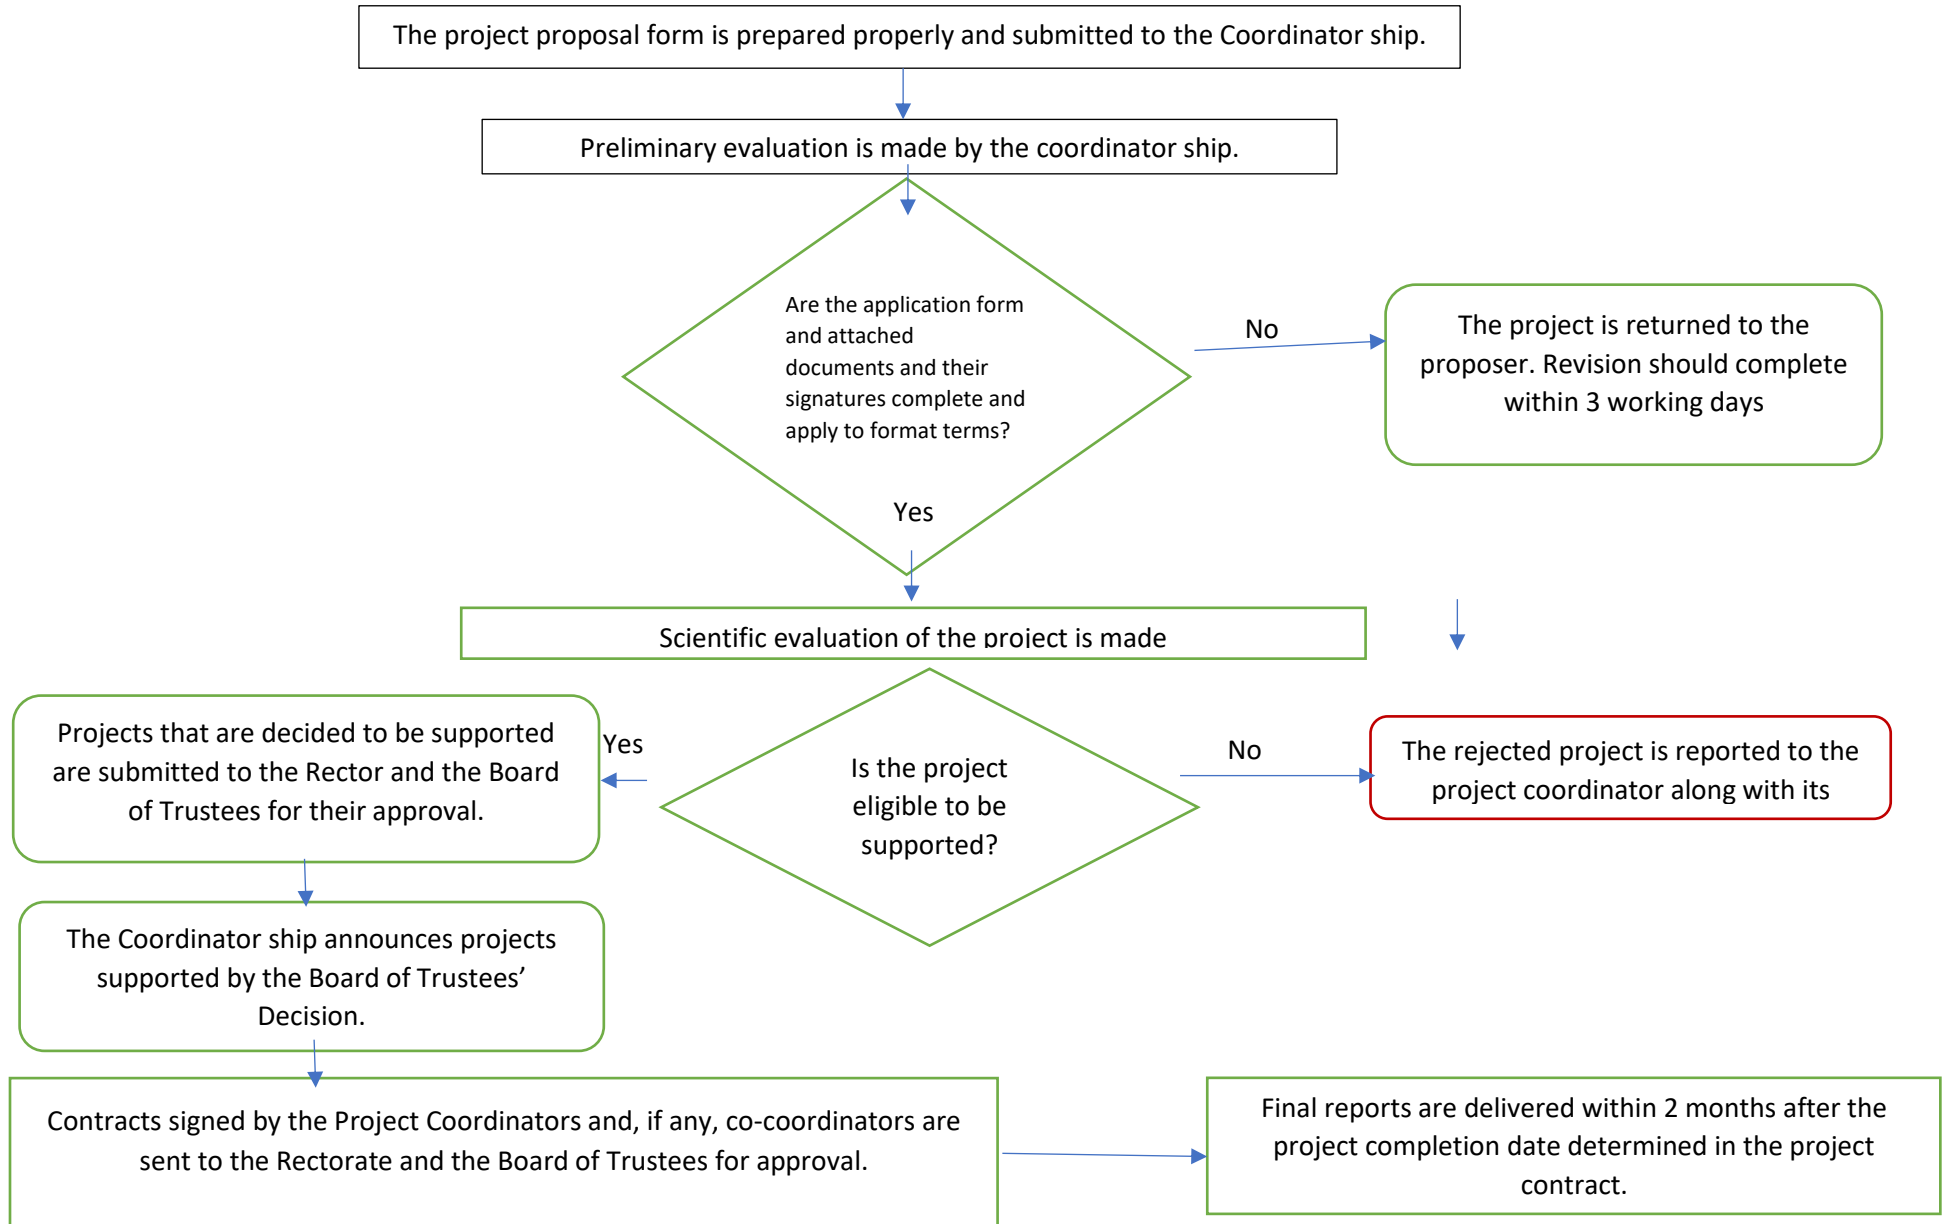 The project proposal form is prepared properly and submitted to the Coordinator ship.
Preliminary evaluation is made by the coordinator ship.
Are the application form
and attached
documents and their
signatures complete and
apply to format terms?
No
The project is returned to the
proposer. Revision should complete
within 3 working days
Yes
Scientific evaluation of the project is made
Projects that are decided to be supported
are submitted to the Rector and the Board
of Trustees for their approval.
Yes
Is the project
eligible to be
supported?
No
The rejected project is reported to the
project coordinator along with its
The Coordinator ship announces projects
supported by the Board of Trustees’
Decision.
Contracts signed by the Project Coordinators and, if any, co-coordinators are
sent to the Rectorate and the Board of Trustees for approval.
Final reports are delivered within 2 months after the
project completion date determined in the project
contract.